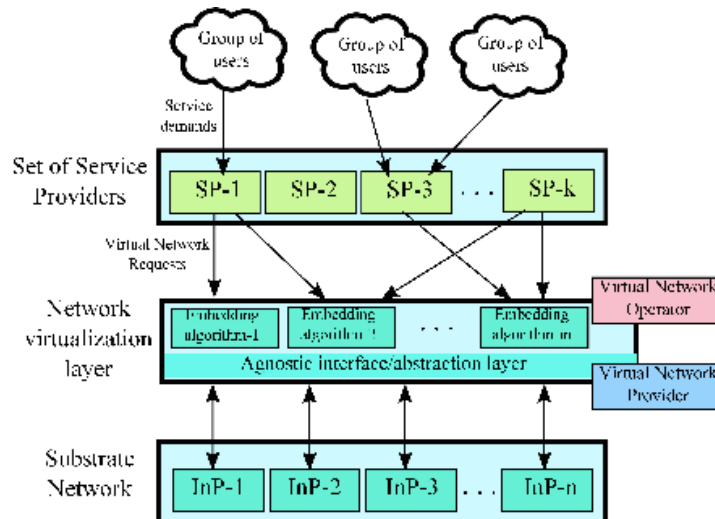 Group of
users
Group of
users
Group of
users
Service
demands
Set of Service
Providers
SP-1
SP-2
SP-3
. . .
SP-k
Virtual Network
Requests
Network
virtualization
layer
Embedding
algorithm-1
Embedding
Embedding
. . .
Agnostic interface/abstraction layer
Virtual Network
Operator
Virtual Network
Provider
Substrate
Network
InP-1
InP-2
InP-3
. . .
InP-n